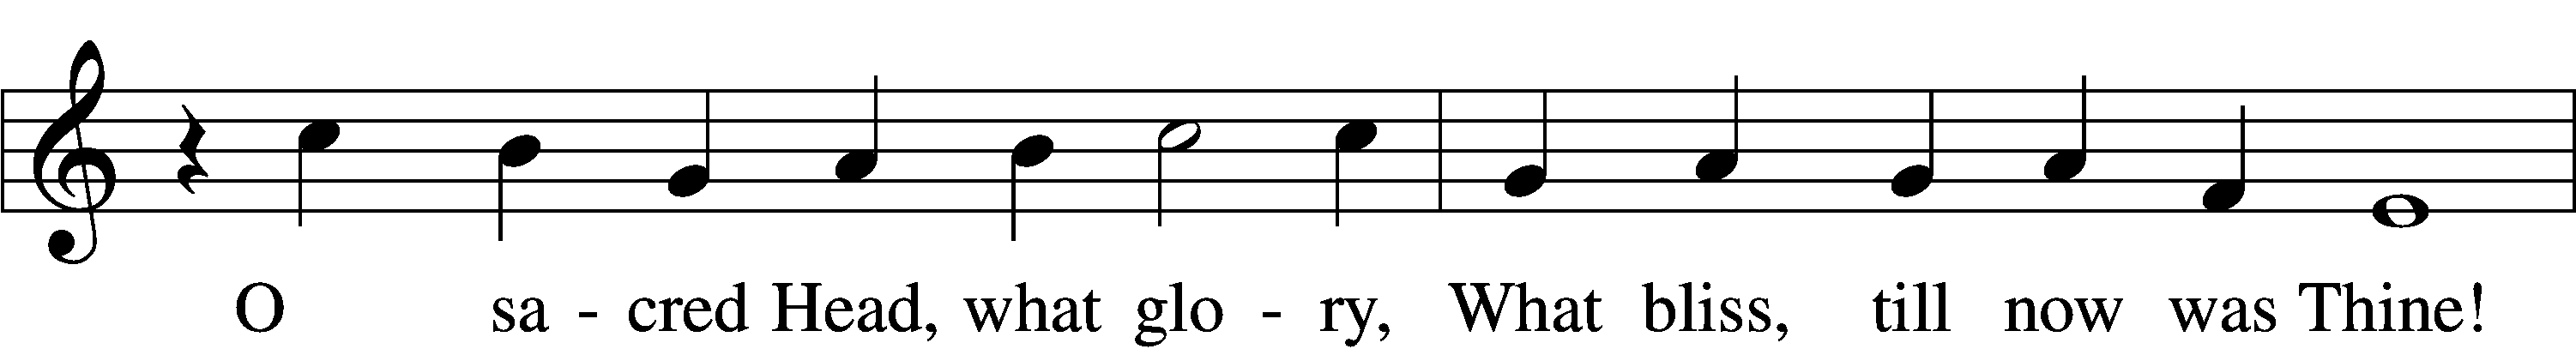 O sa - cred Head, what glo - ry, What bliss, till now was Thine!